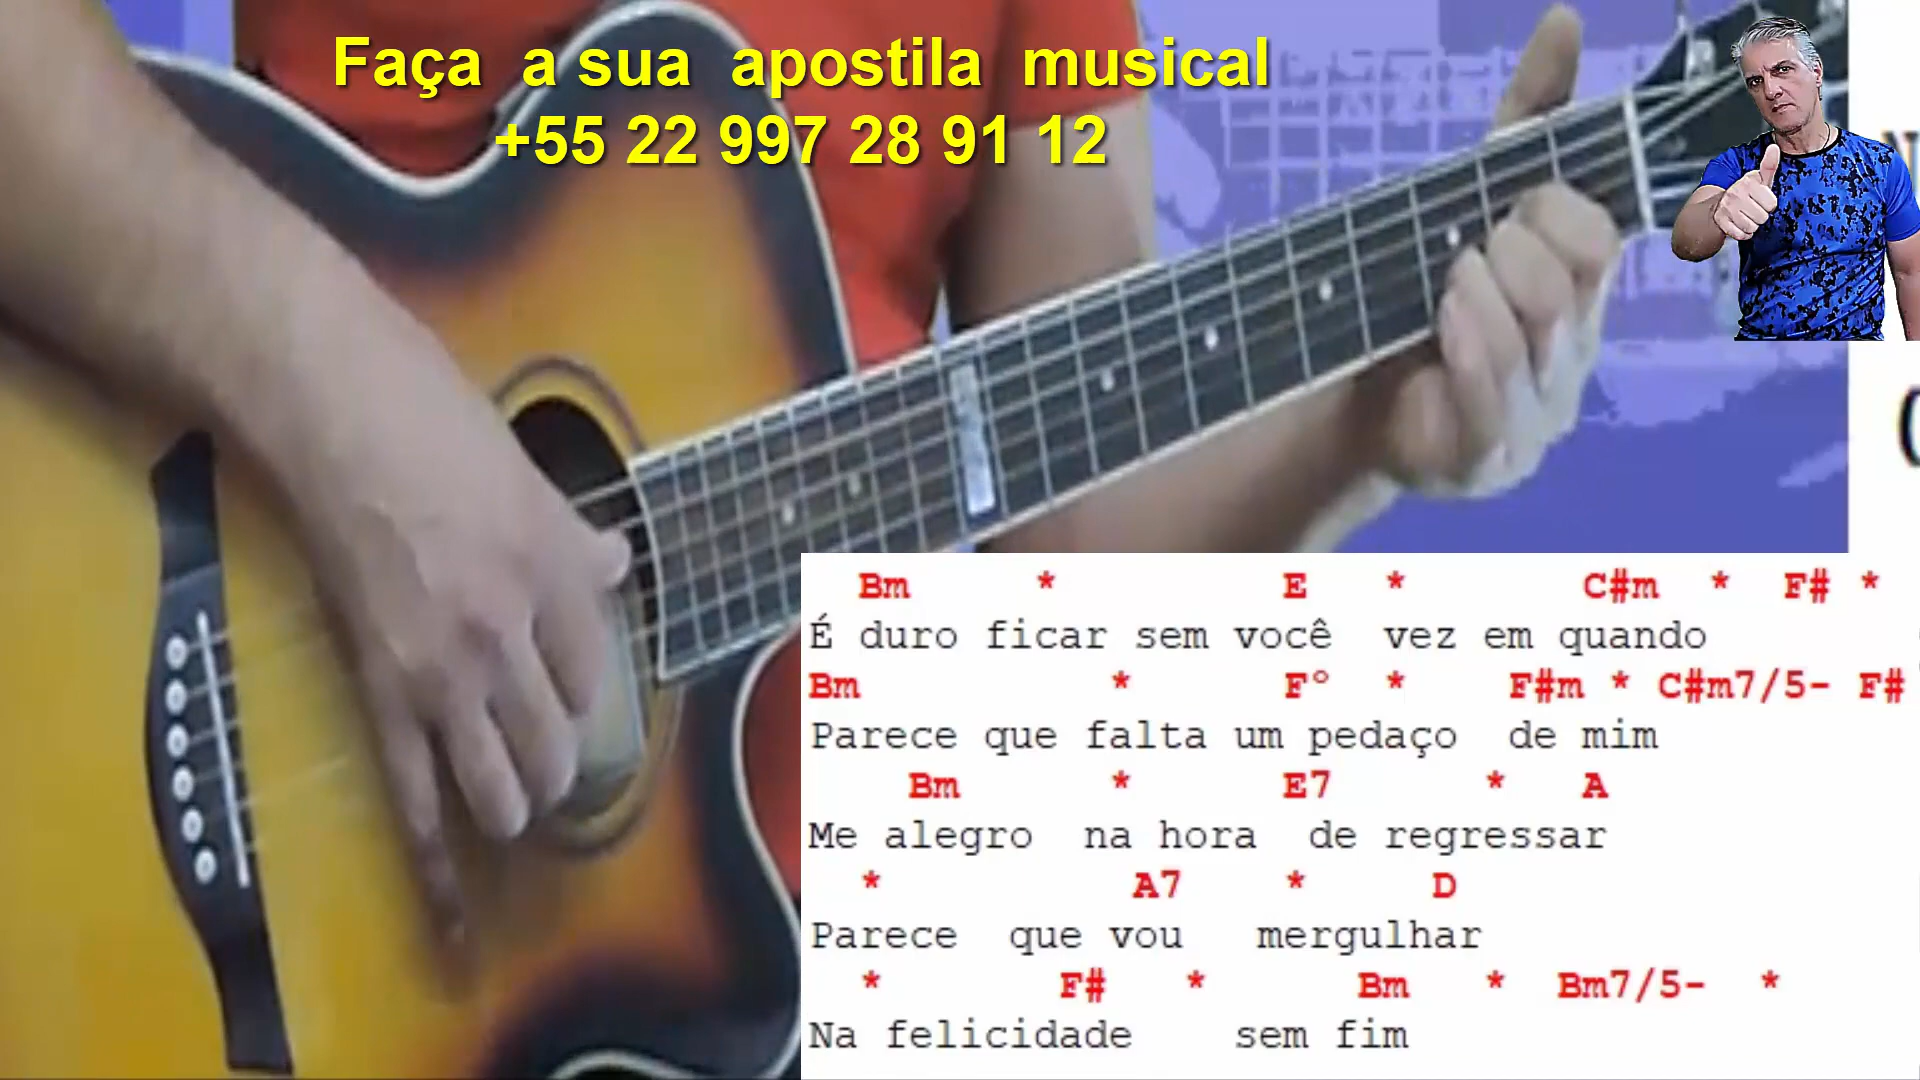 Faça a sua apostila musical
+55 22 997 28 91 12
Bm * E * C#m * F# *
É duro ficar sem você vez em quando
Bm * F° * F#m * C#m7/5- F#
Parece que falta um pedaço de mim
Bm * E7 * A
Me alegro na hora de regressar
* A7 * D
Parece que vou mergulhar
* F# * Bm * Bm7/5- *
Na felicidade sem fim